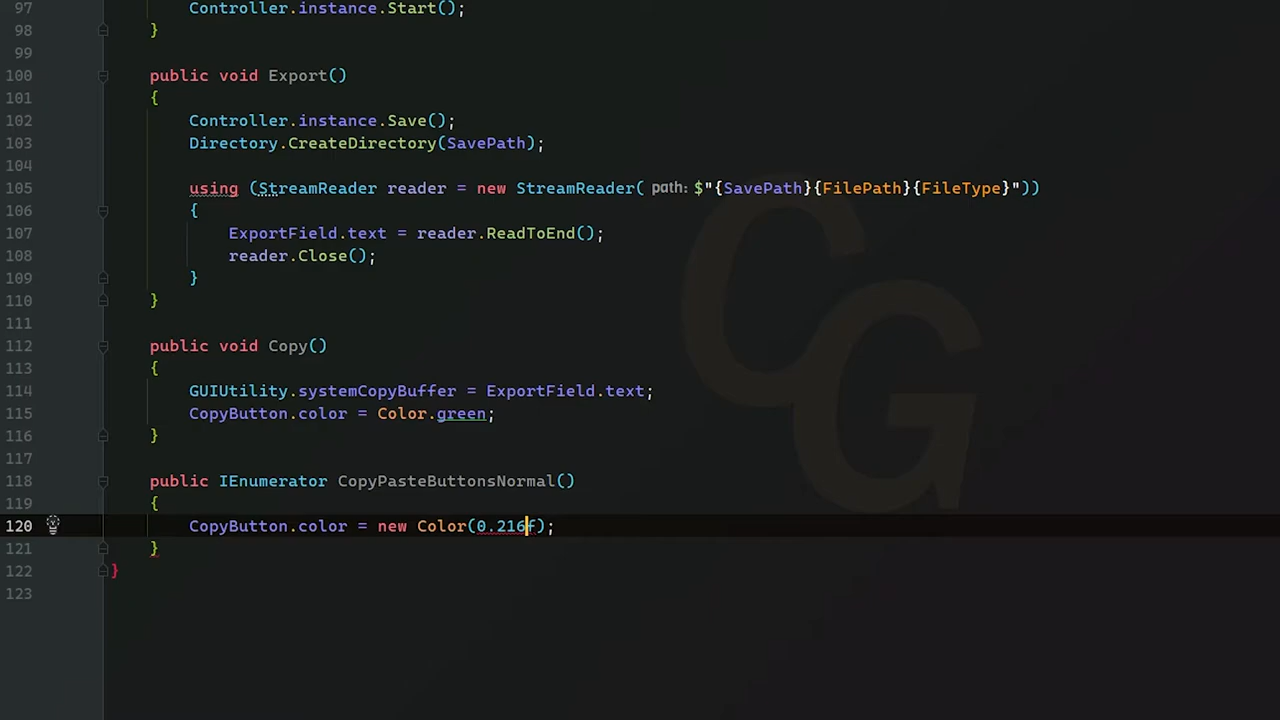 97 Controller.instance.Start();
98 }
99
100 public void Export()
101 {
102 Controller.instance.Save();
103 Directory.CreateDirectory(SavePath);
104
105 using (StreamReader reader = new StreamReader( path: $"{SavePath}{FilePath}{FileType}"))
106 {
107 ExportField.text = reader.ReadToEnd();
108 reader.Close();
109 }
110 }
111
112 public void Copy()
113 {
114 GUIUtility.systemCopyBuffer = ExportField.text;
115 CopyButton.color = Color.green;
116 }
117
118 public IEnumerator CopyPasteButtonsNormal()
119 {
120 CopyButton.color = new Color(0.216f);
121 }
122 }
123
CG